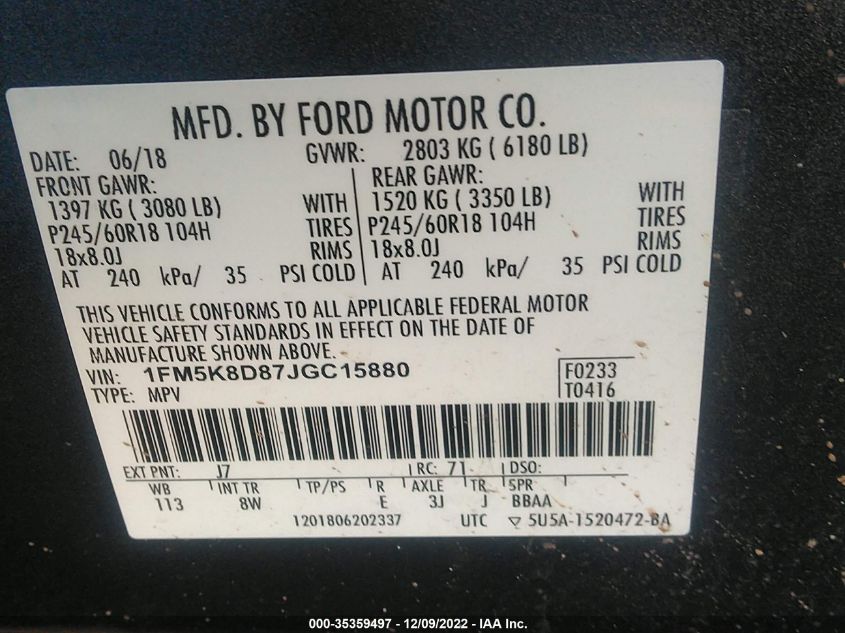 MFD. BY FORD MOTOR CO.
DATE: 06/18 GVWR: 2803 KG ( 6180 LB)
FRONT GAWR: REAR GAWR:
1397 KG ( 3080 LB) WITH 1520 KG ( 3350 LB) WITH
P245/60R18 104H TIRES P245/60R18 104H TIRES
18x8.0J RIMS 18x8.0J RIMS
AT 240 kPa/ 35 PSI COLD AT 240 kPa/ 35 PSI COLD
THIS VEHICLE CONFORMS TO ALL APPLICABLE FEDERAL MOTOR
VEHICLE SAFETY STANDARDS IN EFFECT ON THE DATE OF
MANUFACTURE SHOWN ABOVE.
VIN: 1FM5K8D87JGC15880 F0233
TYPE: MPV T0416
EXT PNT: J7 RC: 71 DSO:
WB INT TR TP/PS R AXLE TR SPR
113 8W E 3J J BBAA
1201806202337 UTC ▽ 5U5A-1520472-BA
000-35359497 - 12/09/2022 - IAA Inc.